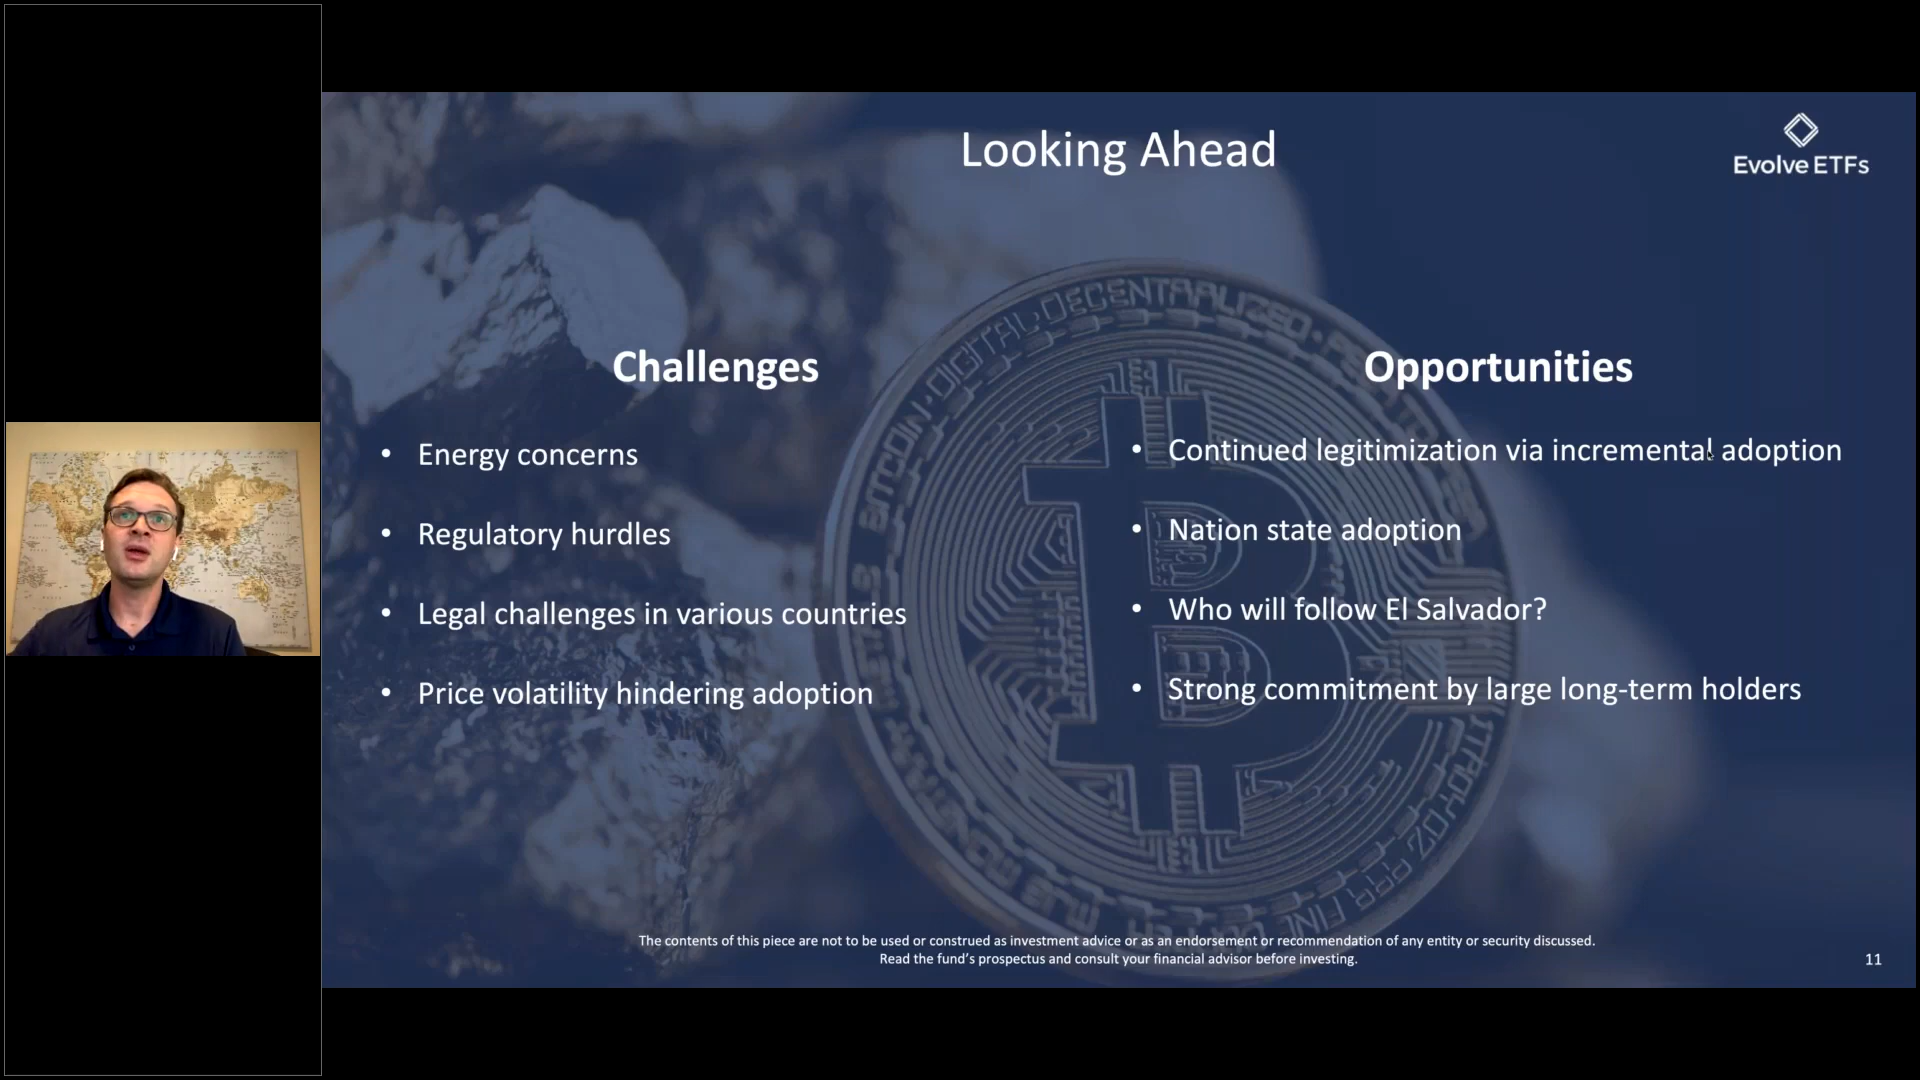 Looking Ahead
Evolve ETFs
Challenges
• Energy concerns
• Regulatory hurdles
• Legal challenges in various countries
• Price volatility hindering adoption
Opportunities
• Continued legitimization via incremental adoption
• Nation state adoption
• Who will follow El Salvador?
• Strong commitment by large long-term holders
BITCOIN · DIGITAL DECENTRALIZED ·
The contents of this piece are not to be used or construed as investment advice or as an endorsement or recommendation of any entity or security discussed.
Read the fund’s prospectus and consult your financial advisor before investing.
11